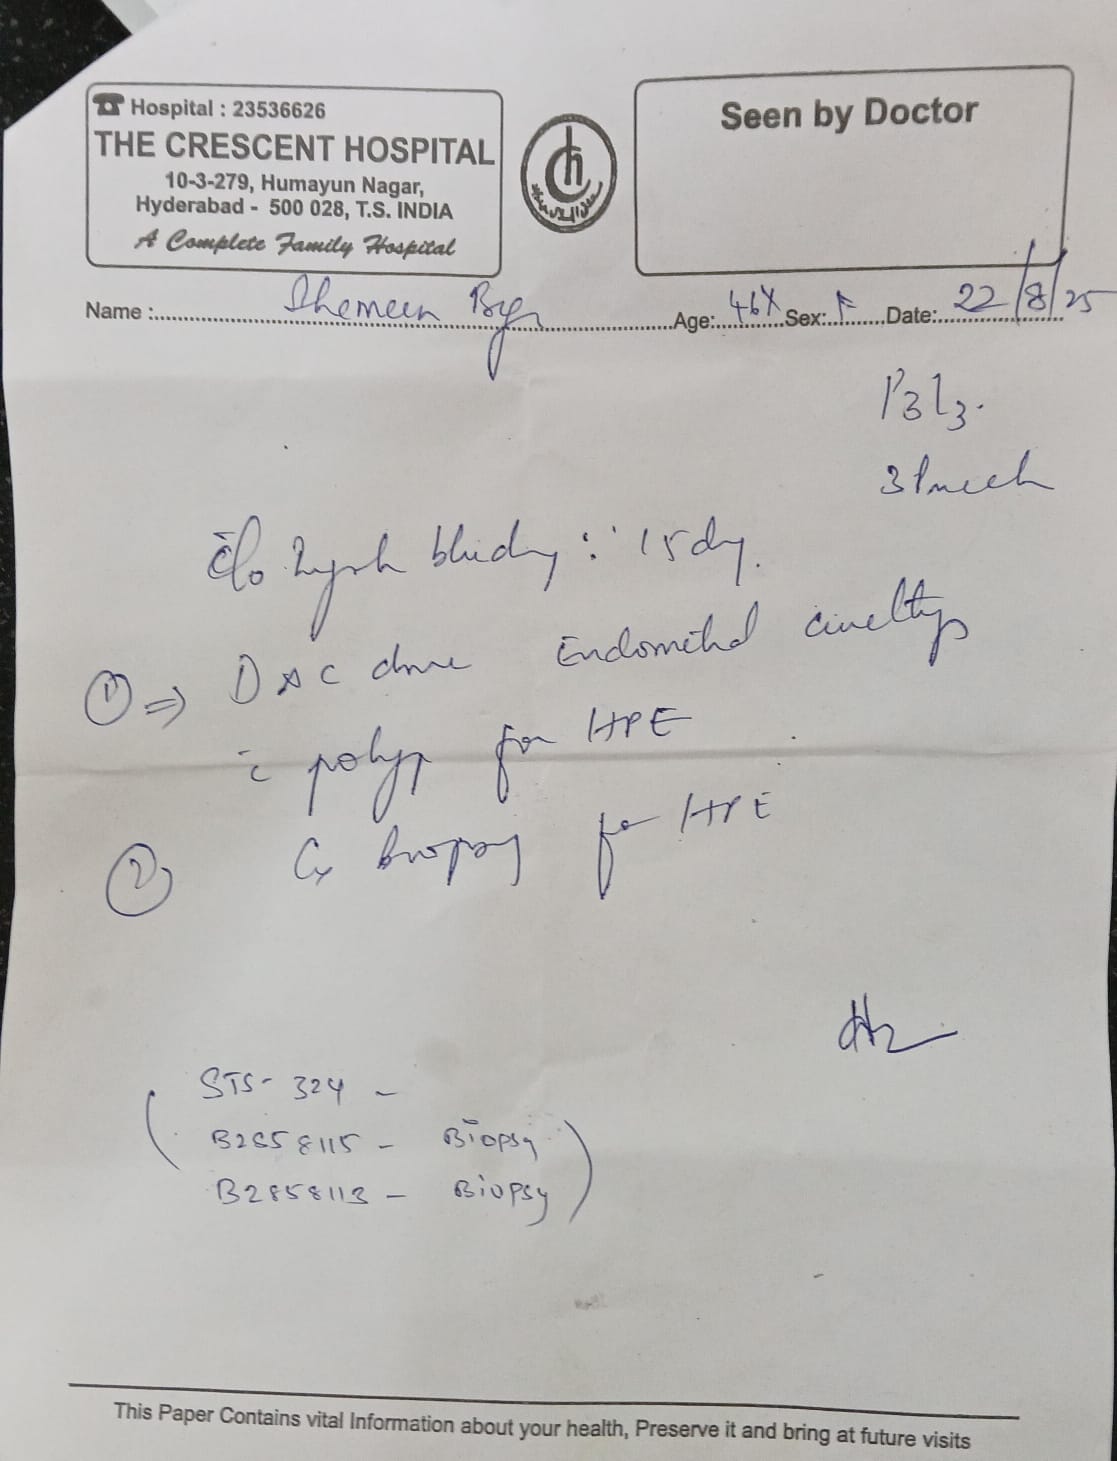 Hospital : 23536626
THE CRESCENT HOSPITAL
10-3-279, Humayun Nagar,
Hyderabad - 500 028, T.S. INDIA
A Complete Family Hospital
Seen by Doctor
Name : Age: 46Y Sex: F Date: 22/8/25
P3L3.
c/o bleeding 15 dy.
① ⇒ D & C done Endometrial
c̄ polyp for HPE
② Cx biopsy for HPE
STS- 324 -
- Biopsy
B2858113 - Biopsy
This Paper Contains vital Information about your health, Preserve it and bring at future visits